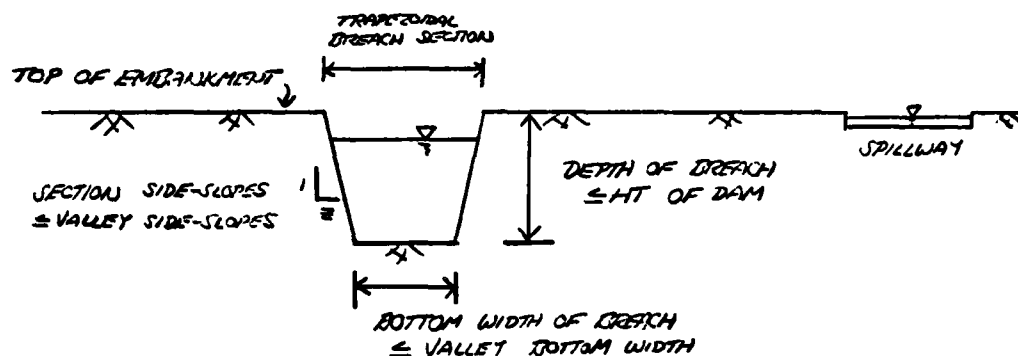 TRAPEZOIDAL
BREACH SECTION
TOP OF EMBANKMENT
SPILLWAY
DEPTH OF BREACH
≤ HT OF DAM
SECTION SIDE-SLOPES
≤ VALLEY SIDE-SLOPES
1
Z
BOTTOM WIDTH OF BREACH
≤ VALLEY BOTTOM WIDTH